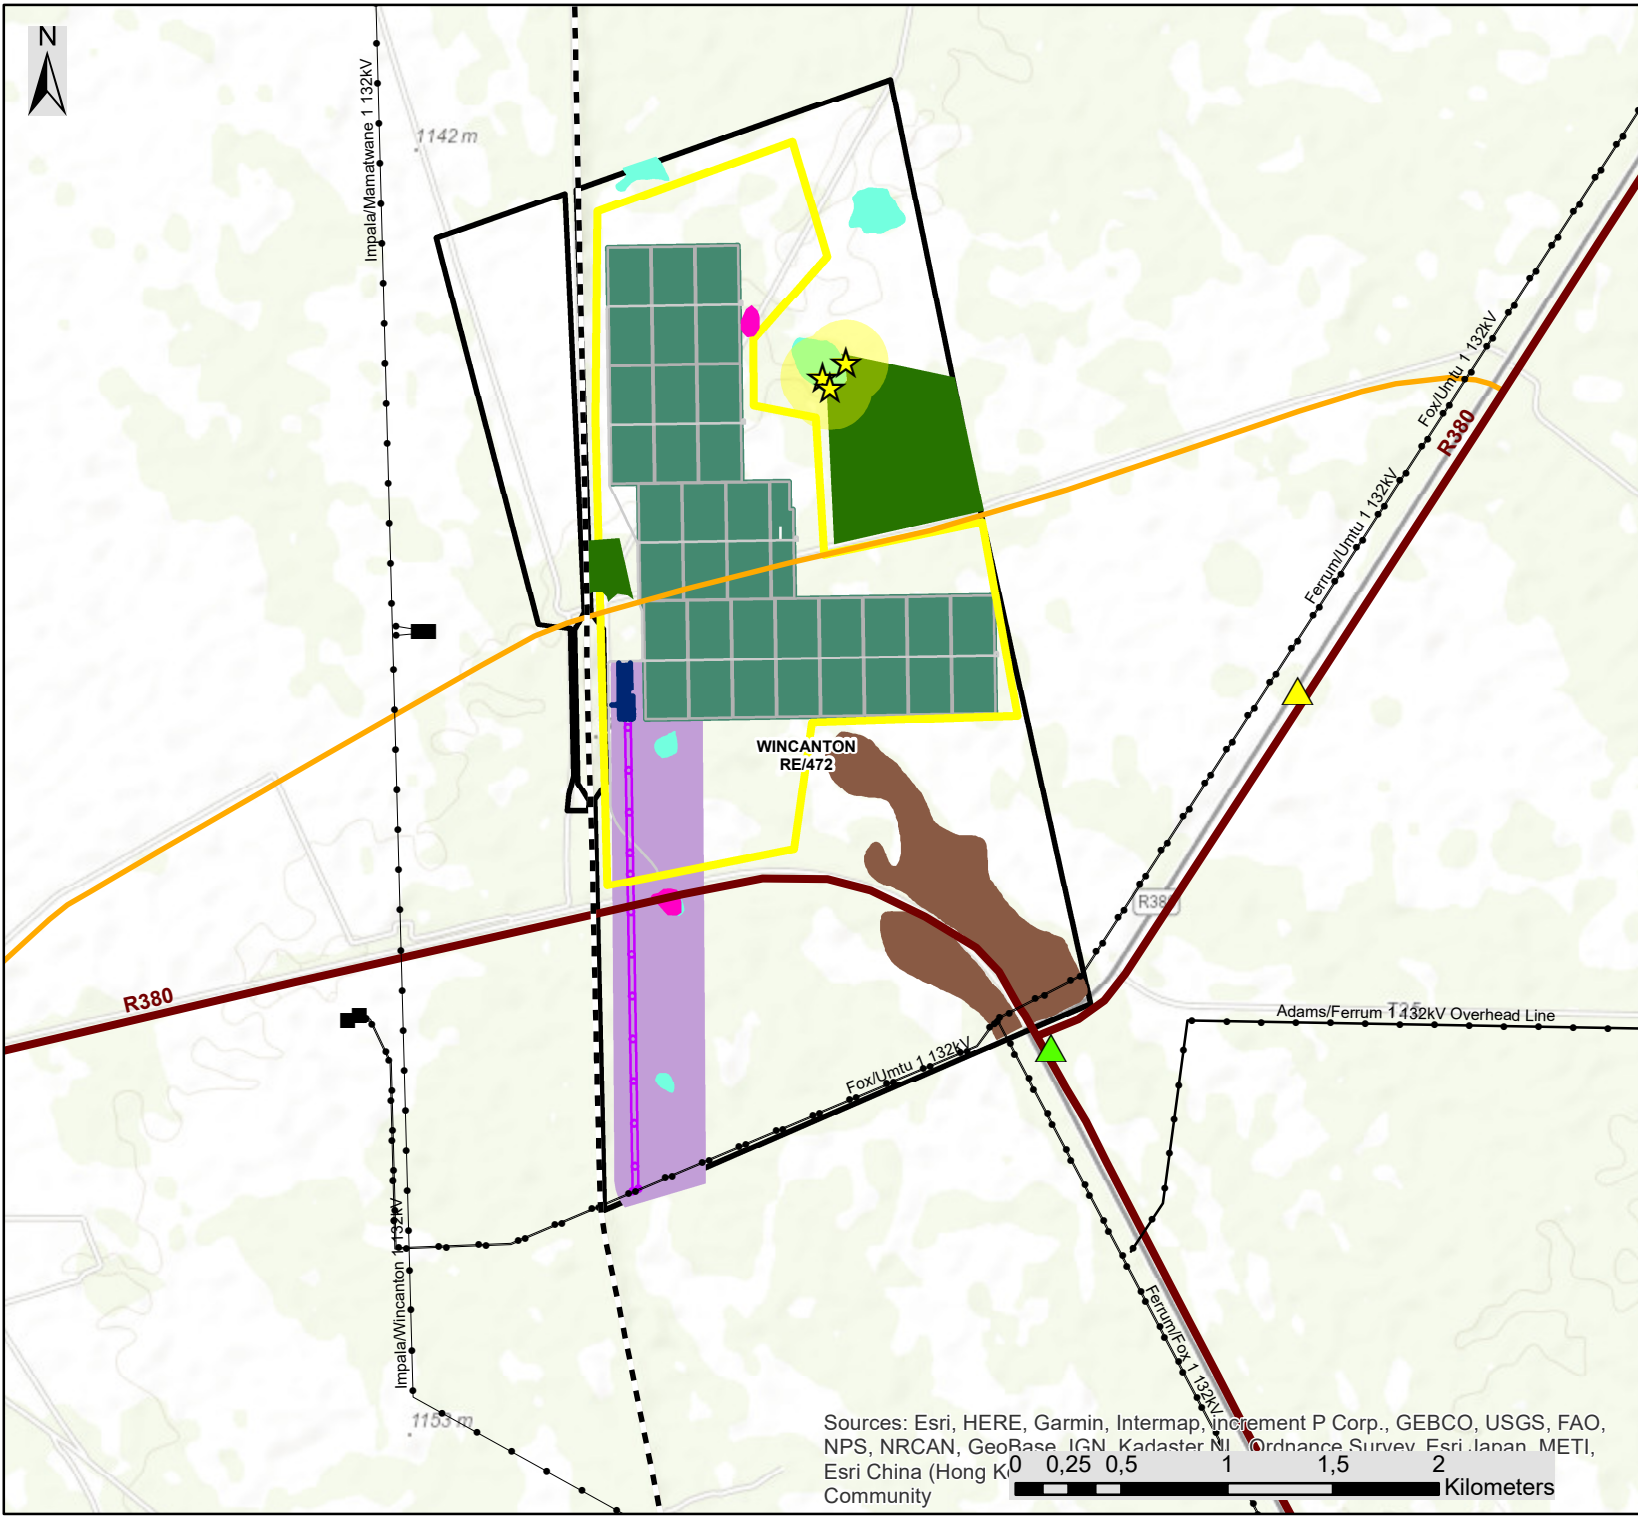 N
Impala/Mamatwane 1 132kV
1142 m
Fox/Umtu 1 132kV
R380
Ferrum/Umtu 1 132kV
WINCANTON
RE/472
R38
R380
Adams/Ferrum 1 132kV Overhead Line
Fox/Umtu 1 132kV
Impala/Wincanton 1 132kV
Ferrum/Fox 1 132kV
1153 m
Sources: Esri, HERE, Garmin, Intermap, increment P Corp., GEBCO, USGS, FAO,
NPS, NRCAN, GeoBase, IGN, Kadaster NL, Ordnance Survey, Esri Japan, METI,
Esri China (Hong
Community
0 0,25 0,5 1 1,5 2
Kilometers